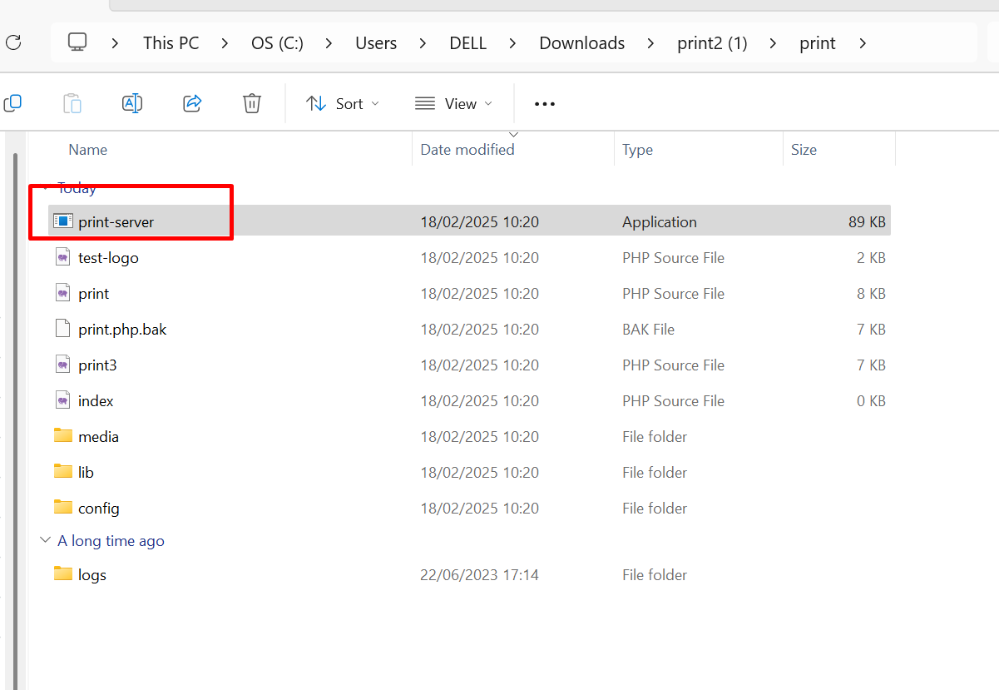 This PC > OS (C:) > Users > DELL > Downloads > print2 (1) > print >
Sort View
Name Date modified Type Size
Today
print-server 18/02/2025 10:20 Application 89 KB
test-logo 18/02/2025 10:20 PHP Source File 2 KB
print 18/02/2025 10:20 PHP Source File 8 KB
print.php.bak 18/02/2025 10:20 BAK File 7 KB
print3 18/02/2025 10:20 PHP Source File 7 KB
index 18/02/2025 10:20 PHP Source File 0 KB
media 18/02/2025 10:20 File folder
lib 18/02/2025 10:20 File folder
config 18/02/2025 10:20 File folder
A long time ago
logs 22/06/2023 17:14 File folder